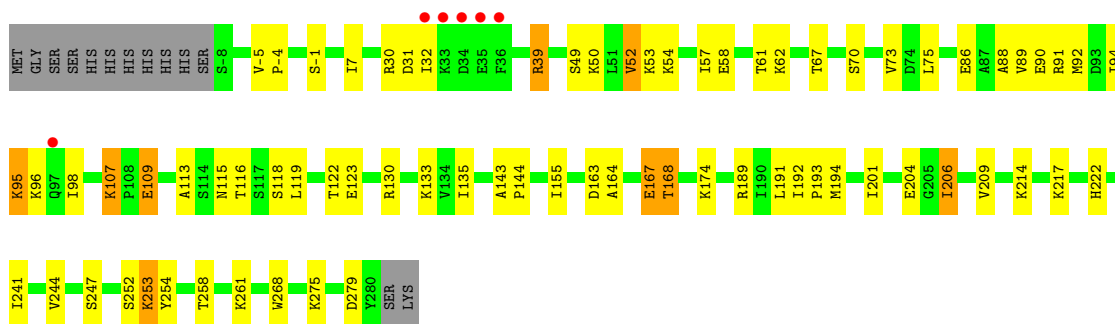 MET GLY SER SER HIS HIS HIS HIS HIS HIS SER S-8 V-5 P-4 S-1 I7 R30 D31 I32 K33 D34 E35 F36 R39 S49 K50 L51 V52 K53 K54 I57 E58 T61 K62 T67 S70 V73 D74 L75 E86 A87 A88 V89 E90 R91 M92 D93 I94
K95 K96 Q97 I98 K107 P108 E109 A113 S114 N115 T116 S117 S118 L119 T122 E123 R130 K133 V134 I135 A143 P144 I155 D163 A164 E167 T168 K174 R189 I190 L191 I192 P193 M194 I201 E204 G205 I206 V209 K214 K217 H222
I241 V244 S247 S252 K253 Y254 T258 K261 W268 K275 D279 Y280 SER LYS